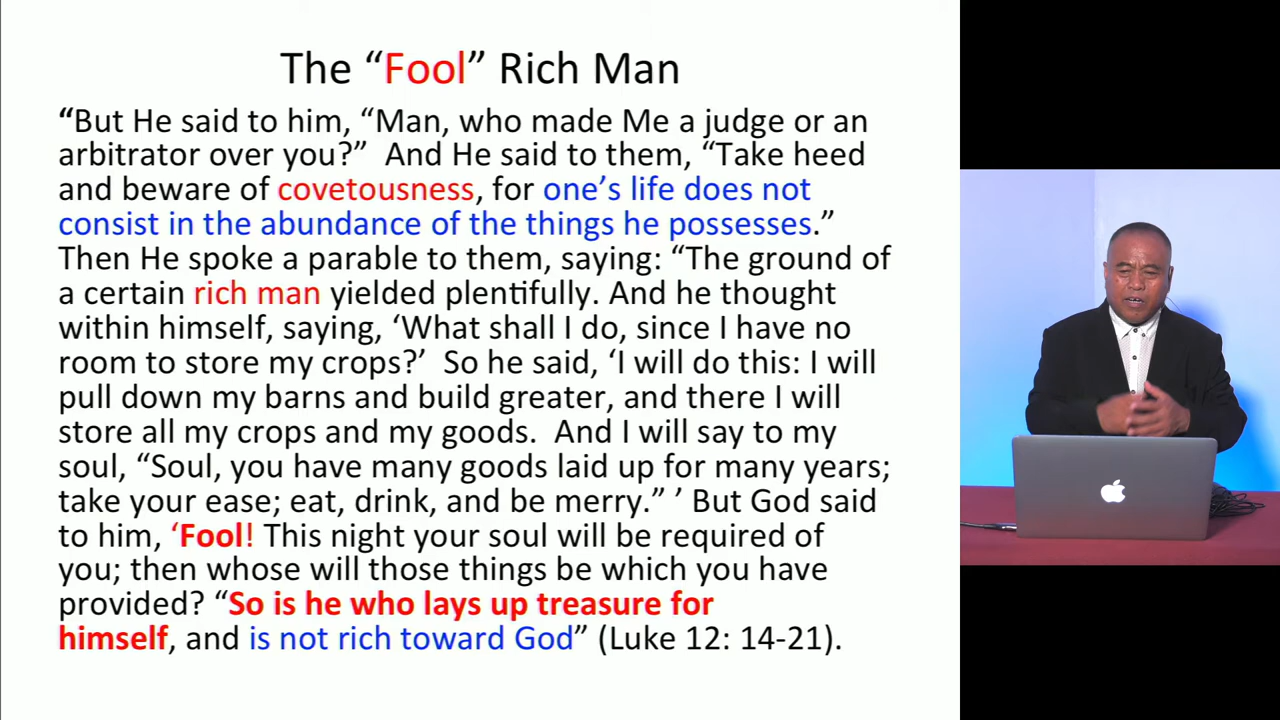 The “Fool” Rich Man
“But He said to him, “Man, who made Me a judge or an
arbitrator over you?”  And He said to them, “Take heed
and beware of covetousness, for one’s life does not
consist in the abundance of the things he possesses.”
Then He spoke a parable to them, saying: “The ground of
a certain rich man yielded plentifully. And he thought
within himself, saying, ‘What shall I do, since I have no
room to store my crops?’  So he said, ‘I will do this: I will
pull down my barns and build greater, and there I will
store all my crops and my goods.  And I will say to my
soul, “Soul, you have many goods laid up for many years;
take your ease; eat, drink, and be merry.” ’ But God said
to him, ‘Fool! This night your soul will be required of
you; then whose will those things be which you have
provided? “So is he who lays up treasure for
himself, and is not rich toward God” (Luke 12: 14-21).